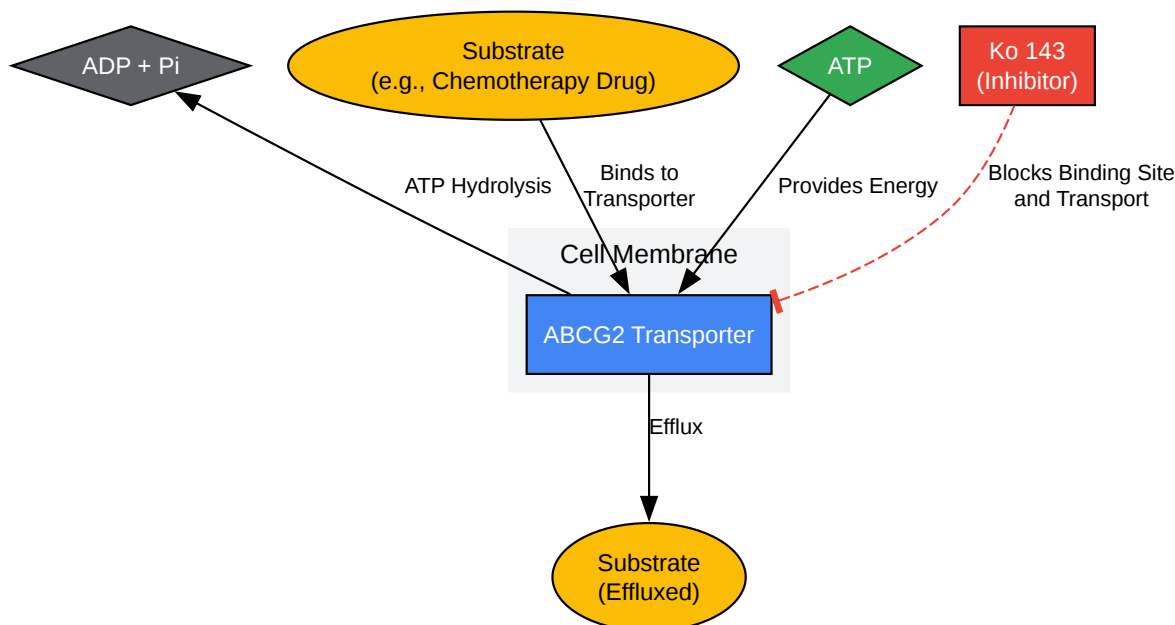 ADP + Pi
Substrate
(e.g., Chemotherapy Drug)
ATP
Ko 143
(Inhibitor)
ATP Hydrolysis
Binds to
Transporter
Provides Energy
Blocks Binding Site
and Transport
Cell Membrane
ABCG2 Transporter
Efflux
Substrate
(Effluxed)